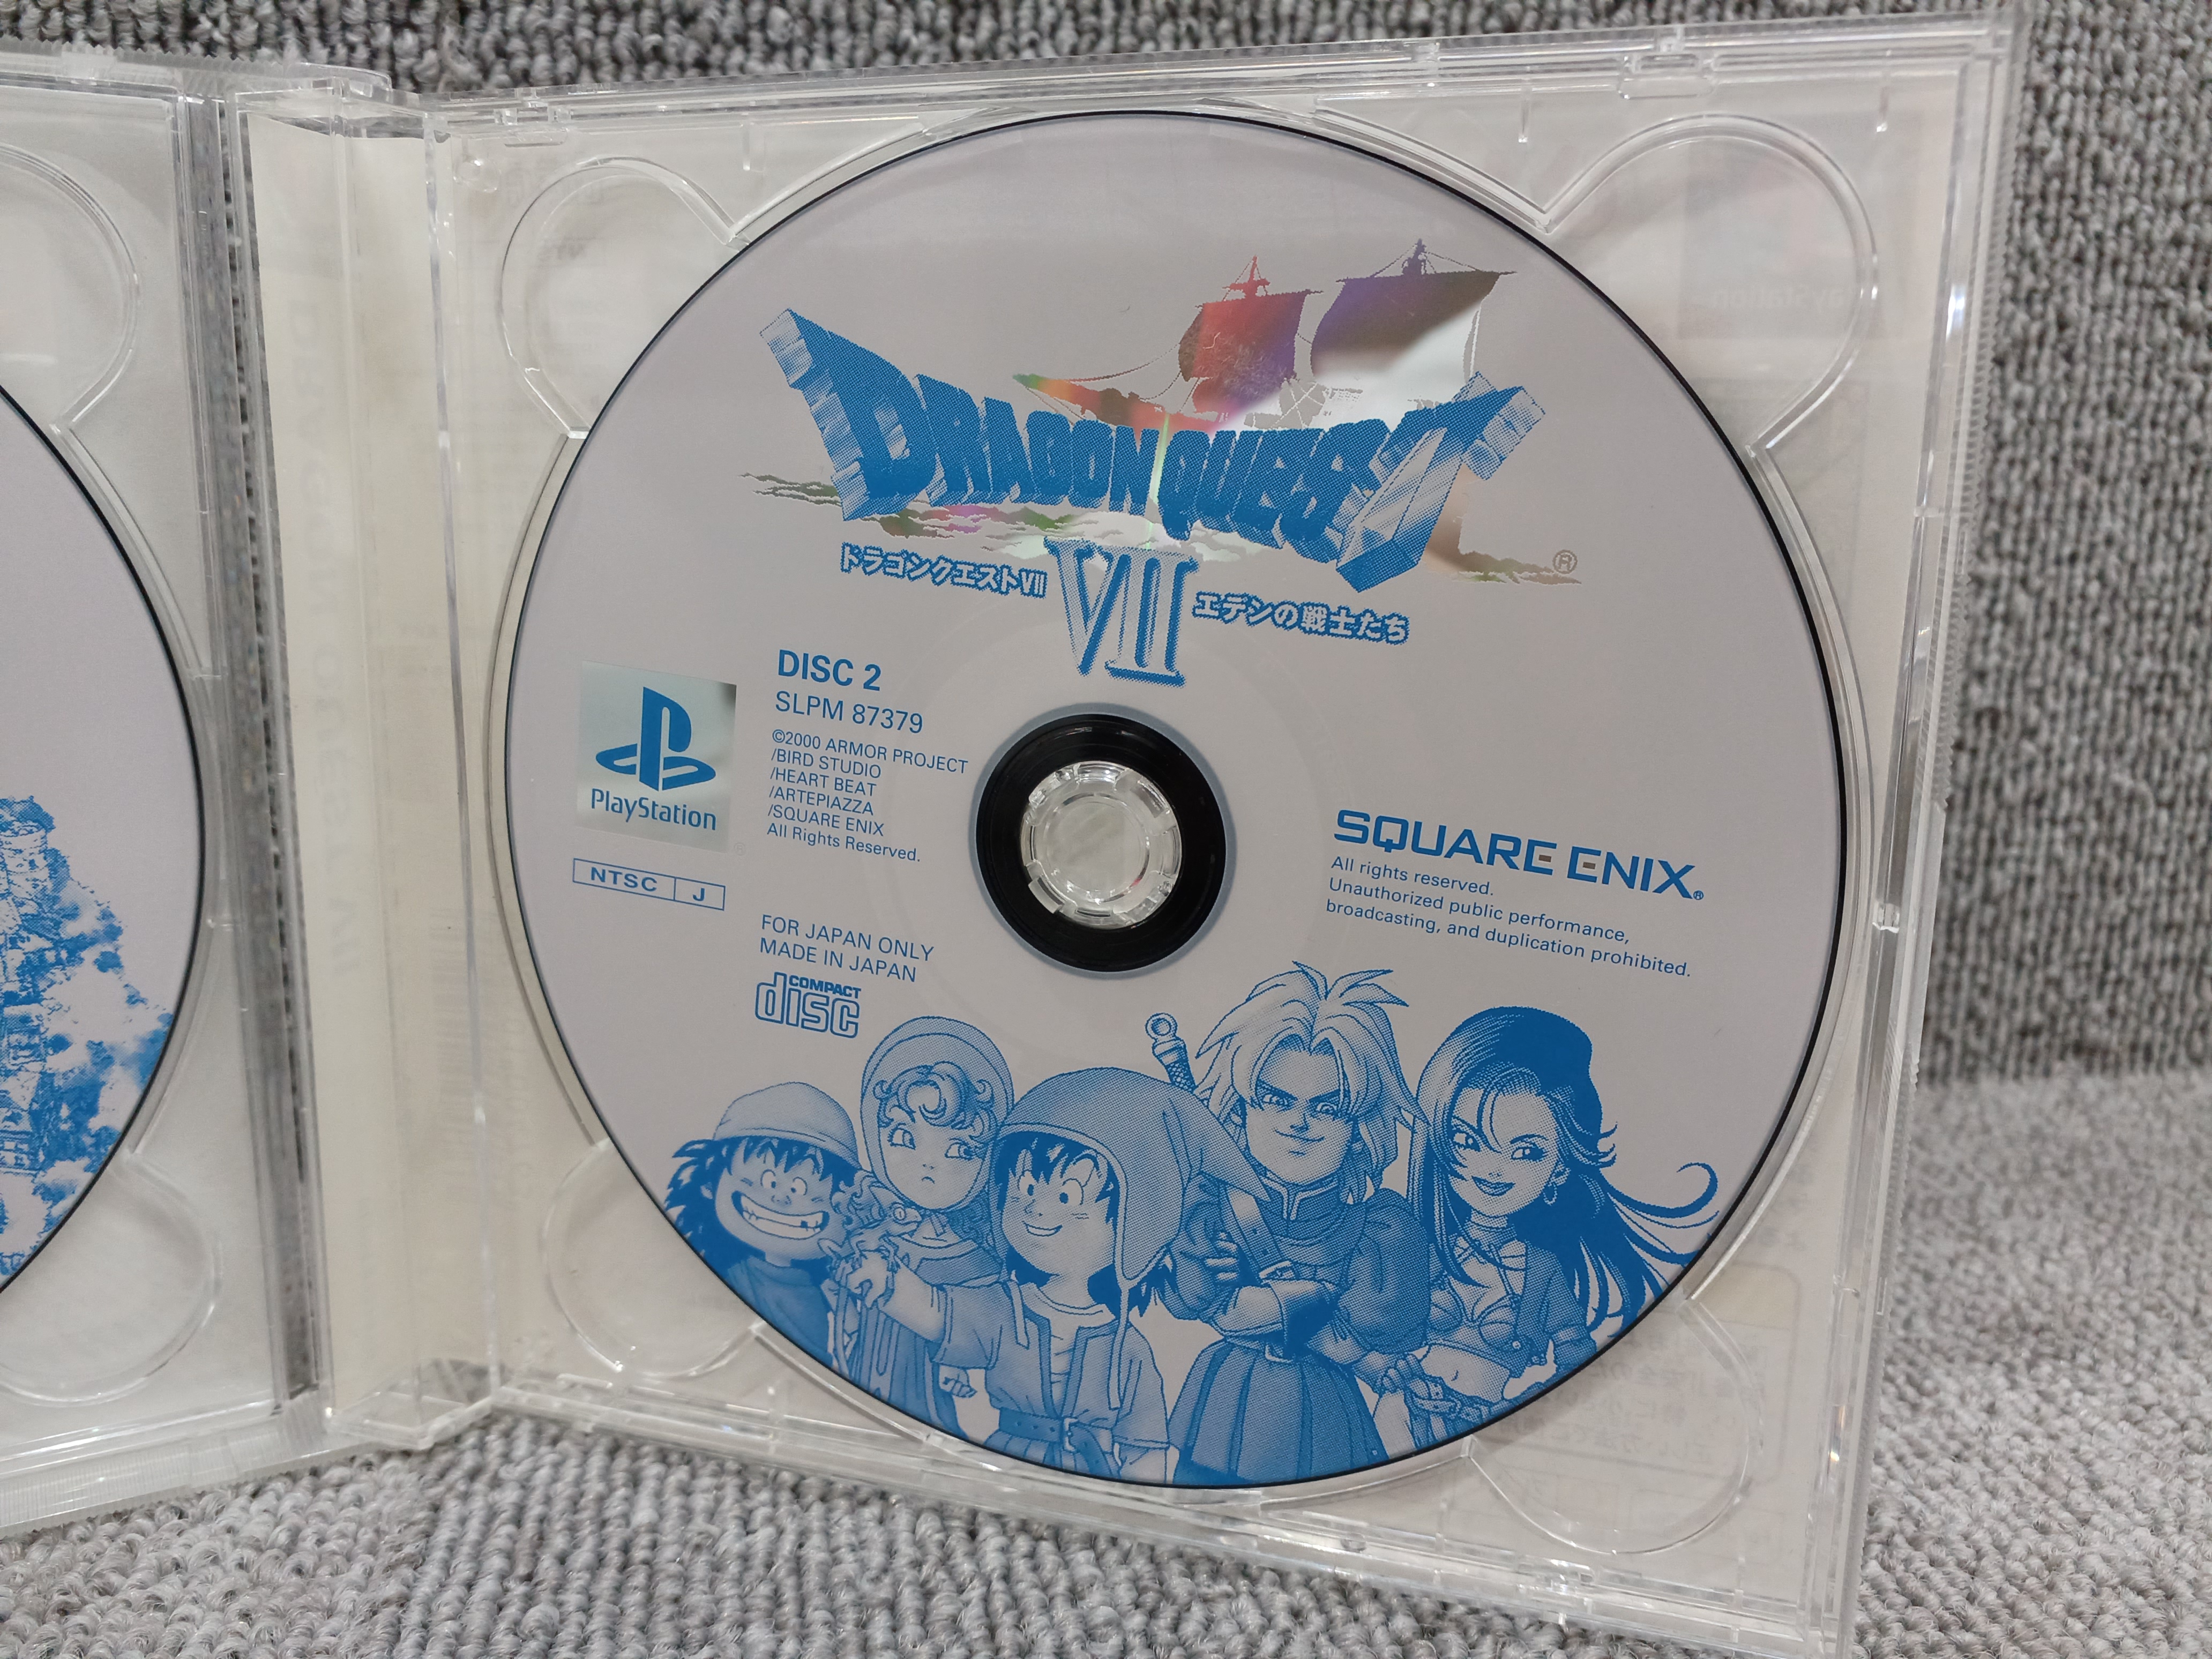 DRAGON QUEST
®
ドラゴンクエストVII
VII
エデンの戦士たち
DISC 2
SLPM 87379
©2000 ARMOR PROJECT
/BIRD STUDIO
/HEART BEAT
/ARTEPIAZZA
/SQUARE ENIX
All Rights Reserved.
PlayStation
NTSC J
FOR JAPAN ONLY
MADE IN JAPAN
COMPACT
disc
SQUARE ENIX®
All rights reserved.
Unauthorized public performance,
broadcasting, and duplication prohibited.